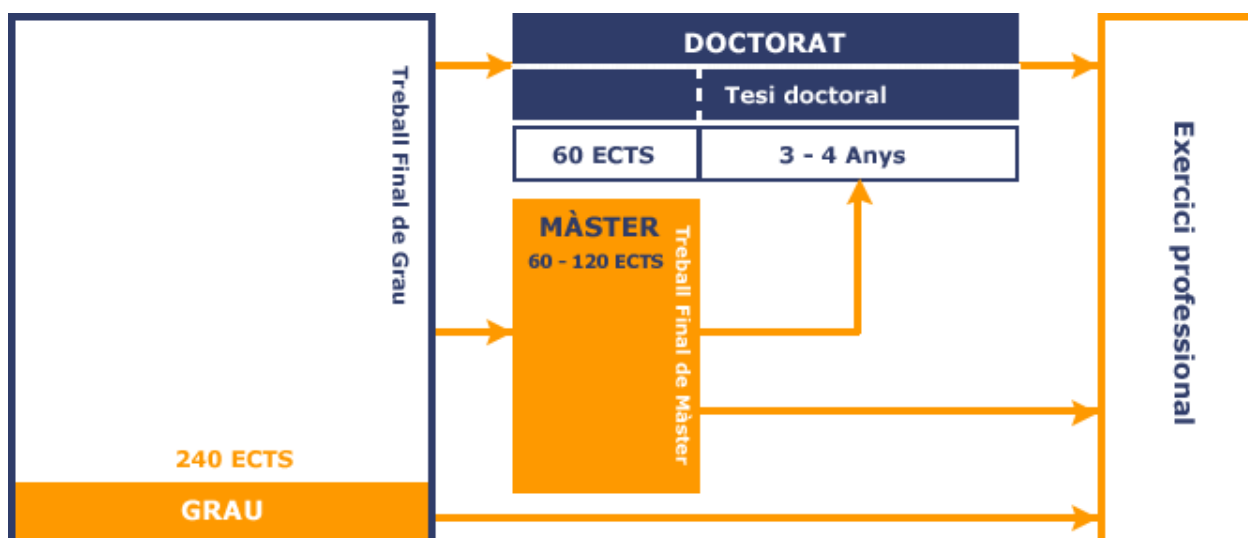 Treball Final de Grau
240 ECTS
GRAU
DOCTORAT
Tesi doctoral
60 ECTS
3 - 4 Anys
MÀSTER
60 - 120 ECTS
Treball Final de Màster
Exercici professional